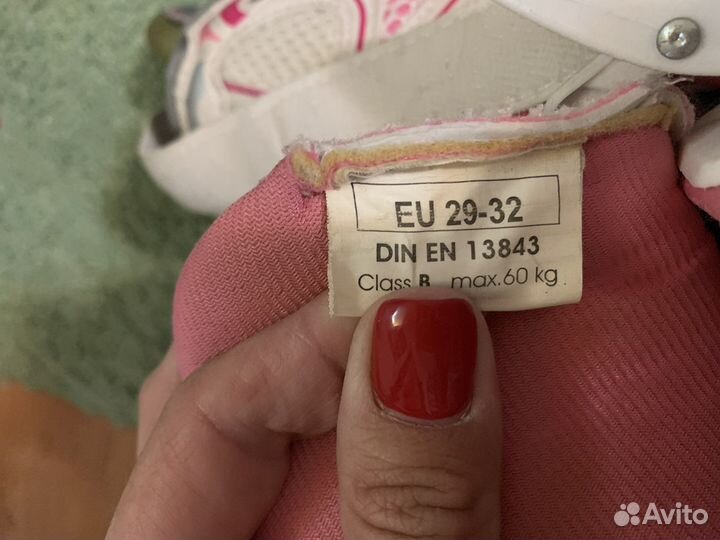 EU 29-32
DIN EN 13843
Class B max.60 kg
Avito